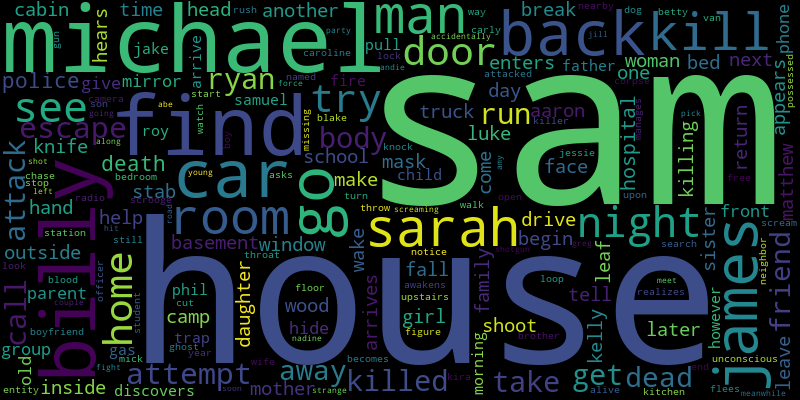 cabin
time
head
rush
another
man
way
nearby
dog
betty
van
phone
michael
hears
gun
party
caroline
carly
jill
back
kill
jake
arrive
pull
door
break
accidentally
lock
andie
police
give
mirror
ryan
named
fire
force
enters
father
attacked
woman
bed
next
possessed
camera
son
start
watch
see
find
try
sam
day
one
appears
going
abe
samuel
missing
blake
truck
run
aaron
killer
escape
boy
roy
body
luke
hospital
killing
return
matthew
knife
shot
along
school
mask
knock
come
any
jessie
manages
pick
free
attack
chase
stop
left
death
bedroom
car
child
face
upon
young
asks
stab
make
turn
walk
open
hand
radio
scrooge
room
go
throw
screaming
sarah
night
front
scream
billy
station
help
hit
roadie
basement
window
notice
drive
sister
outside
still
throat
wake
begin
leaf
james
friend
look
blood
officer
home
house
daughter
fall
family
tell
greg
search
neighbor
parent
student
phil
floor
awakens
girl
upstairs
loop
meet
realizes
call
couple
camp
cut
wood
arrives
figure
shoot
kelly
later
however
leave
boyfriend
ghost
trap
hide
nadine
morning
brother
group
gas
year
mick
attempt
away
killed
take
get
dead
unconscious
old
fight
wife
becomes
end
alive
flees
entity
inside
discovers
soon
mother
strange
kira
kitchen
meanwhile